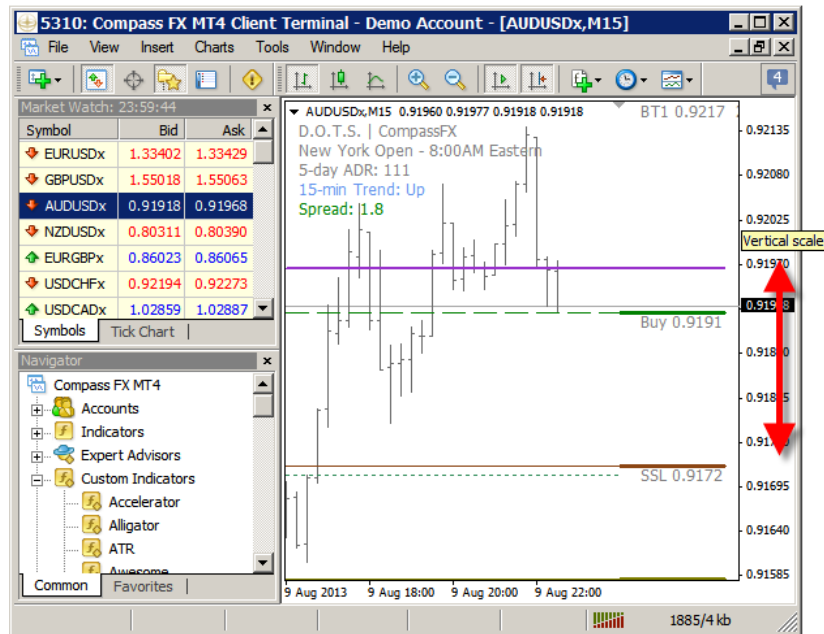 5310: Compass FX MT4 Client Terminal - Demo Account - [AUDUSDx,M15]
File View Insert Charts Tools Window Help
4
Market Watch: 23:59:44
Symbol Bid Ask
EURUSDx 1.33402 1.33429
GBPUSDx 1.55018 1.55063
AUDUSDx 0.91918 0.91968
NZDUSDx 0.80311 0.80390
EURGBPx 0.86023 0.86065
USDCHFx 0.92194 0.92273
USDCADx 1.02859 1.02887
Symbols Tick Chart
Navigator
Compass FX MT4
Accounts
Indicators
Expert Advisors
Custom Indicators
Accelerator
Alligator
ATR
Awesome
Common Favorites
AUDUSDx,M15 0.91960 0.91977 0.91918 0.91918
BT1 0.9217
D.O.T.S. | CompassFX
New York Open - 8:00AM Eastern
5-day ADR: 111
15-min Trend: Up
Spread: 1.8
Buy 0.9191
SSL 0.9172
0.92135
0.92080
0.92025
Vertical scale
0.91970
0.91695
0.91640
0.91585
9 Aug 2013 9 Aug 18:00 9 Aug 20:00 9 Aug 22:00
1885/4 kb